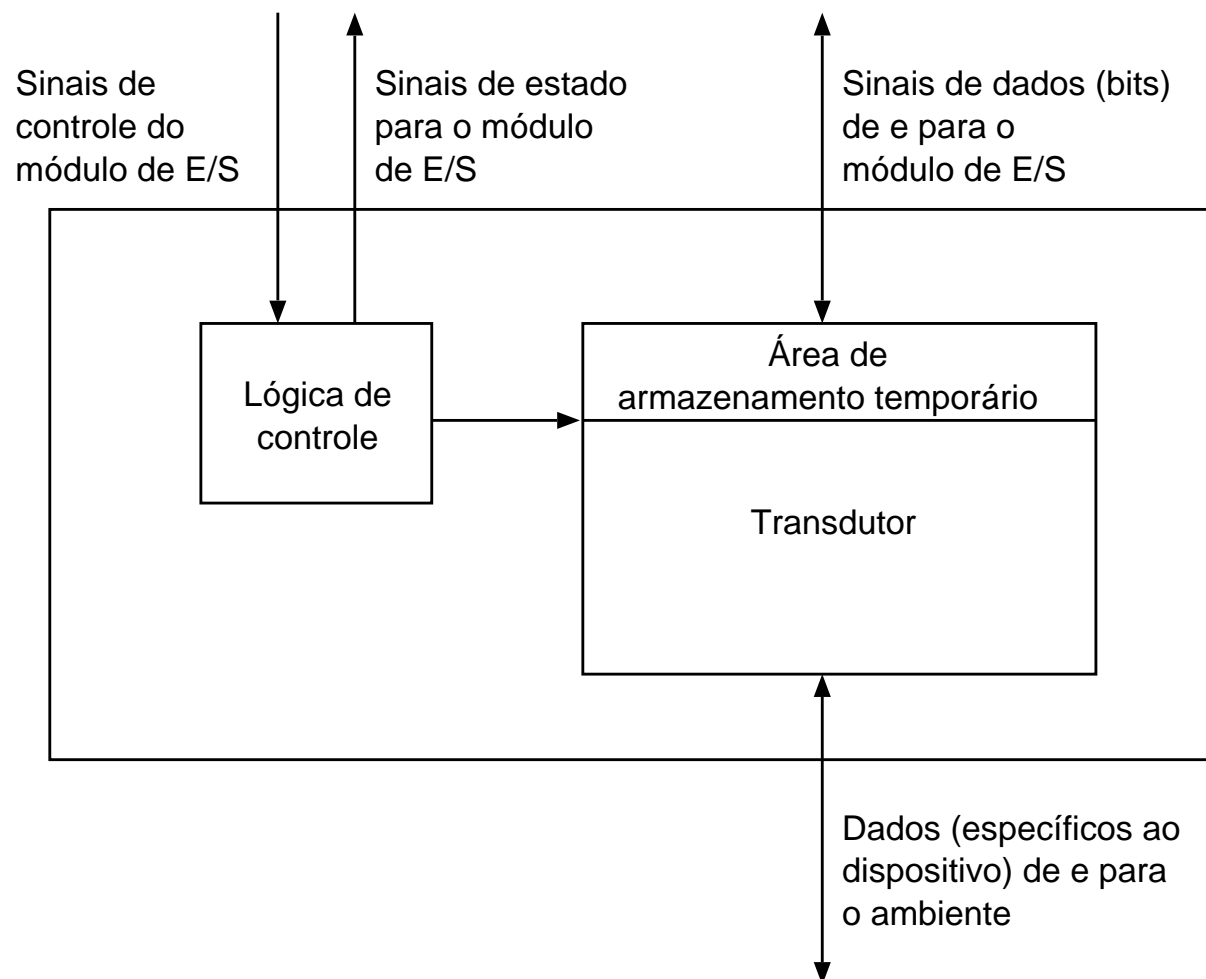 Sinais de
controle do
módulo de E/S
Sinais de estado
para o módulo
de E/S
Sinais de dados (bits)
de e para o
módulo de E/S
Lógica de
controle
Área de
armazenamento temporário
Transdutor
Dados (específicos ao
dispositivo) de e para
o ambiente